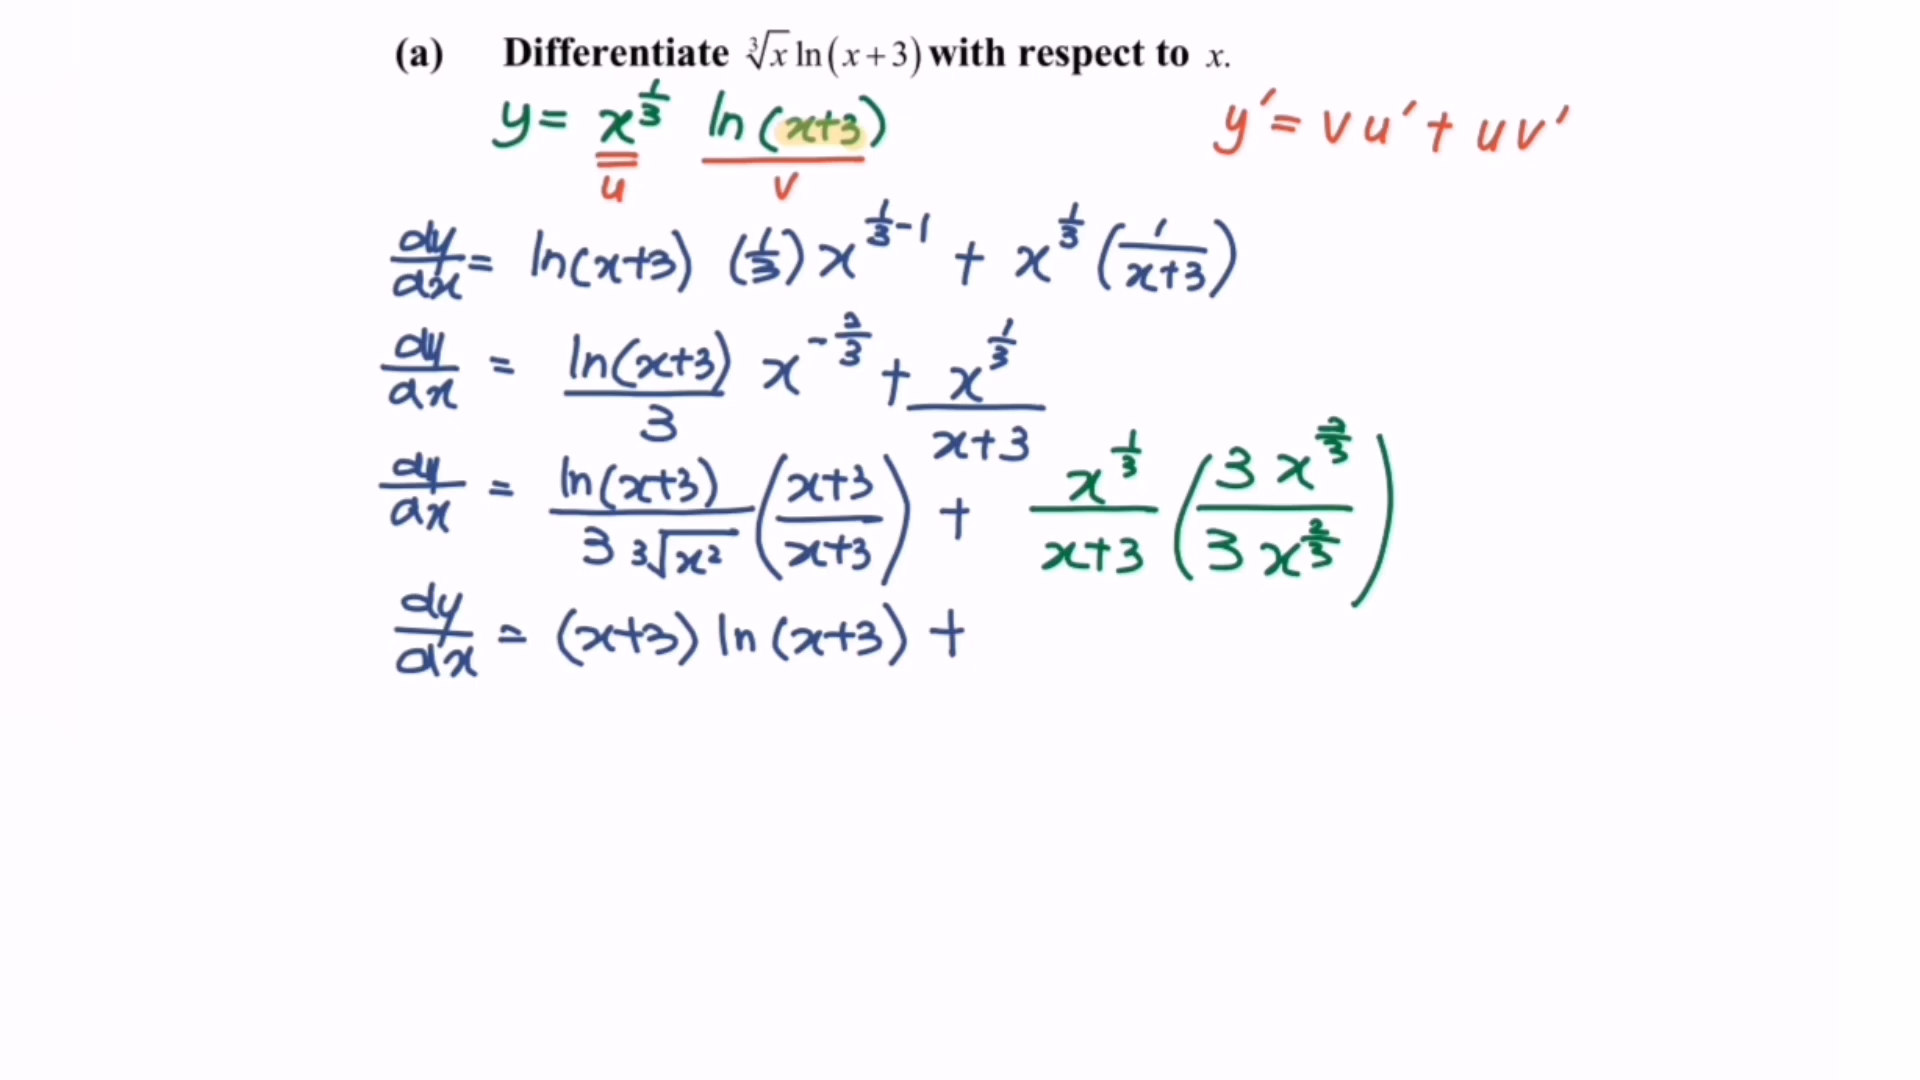 (a) Differentiate ∛x ln(x+3) with respect to x.
y = x^(1/3) ln(x+3)   y' = vu' + uv'
u   v
dy/dx = ln(x+3) (1/3) x^(1/3 - 1) + x^(1/3) (1/(x+3))
dy/dx = ln(x+3)/3 x^(-2/3) + x^(1/3)/(x+3)
dy/dx = ln(x+3)/(3 ∛x²) ((x+3)/(x+3)) + x^(1/3)/(x+3) (3x^(2/3)/3x^(2/3))
dy/dx = (x+3) ln(x+3) +